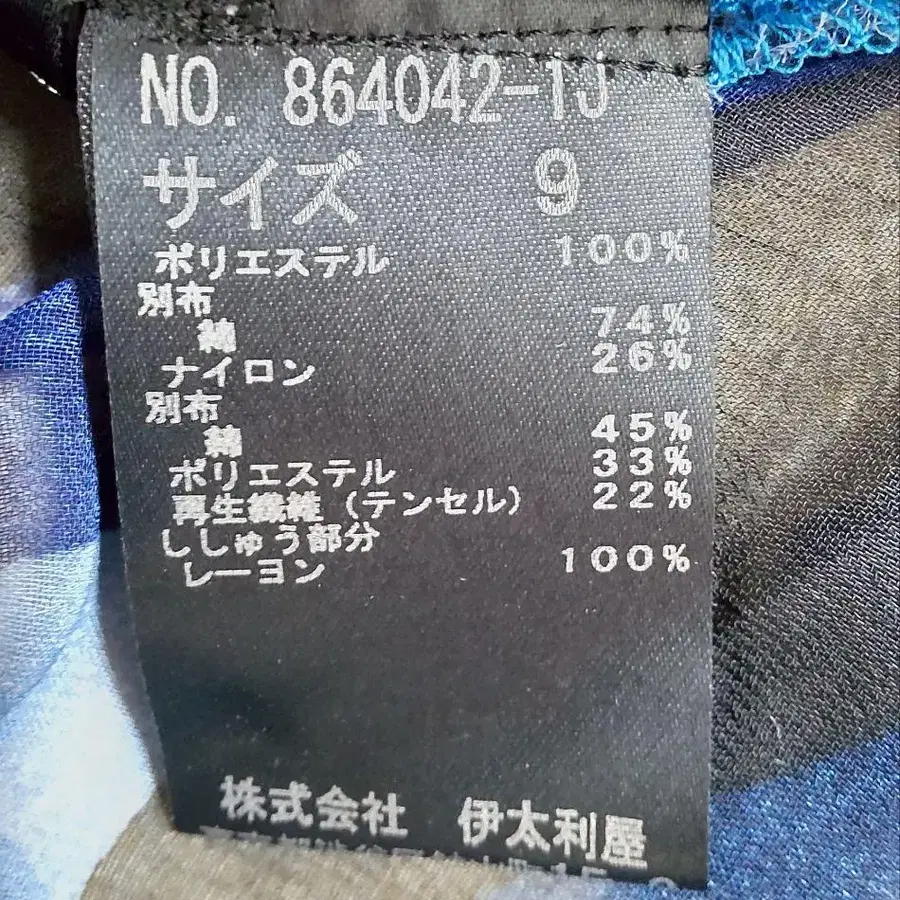 NO. 864042-1J
サイズ 9
ポリエステル 100%
別布
綿 74%
ナイロン 26%
別布
綿 45%
ポリエステル 33%
再生繊維(テンセル) 22%
ししゅう部分
レーヨン 100%
株式会社 伊太利屋